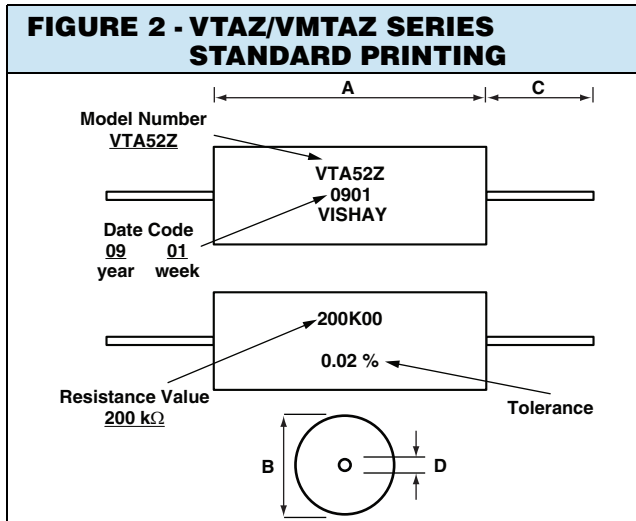 FIGURE 2 - VTAZ/VMTAZ SERIES
STANDARD PRINTING
A
C
Model Number
VTA52Z
VTA52Z
0901
VISHAY
Date Code
09 01
year week
200K00
0.02 %
Resistance Value
200 kΩ
Tolerance
B
D